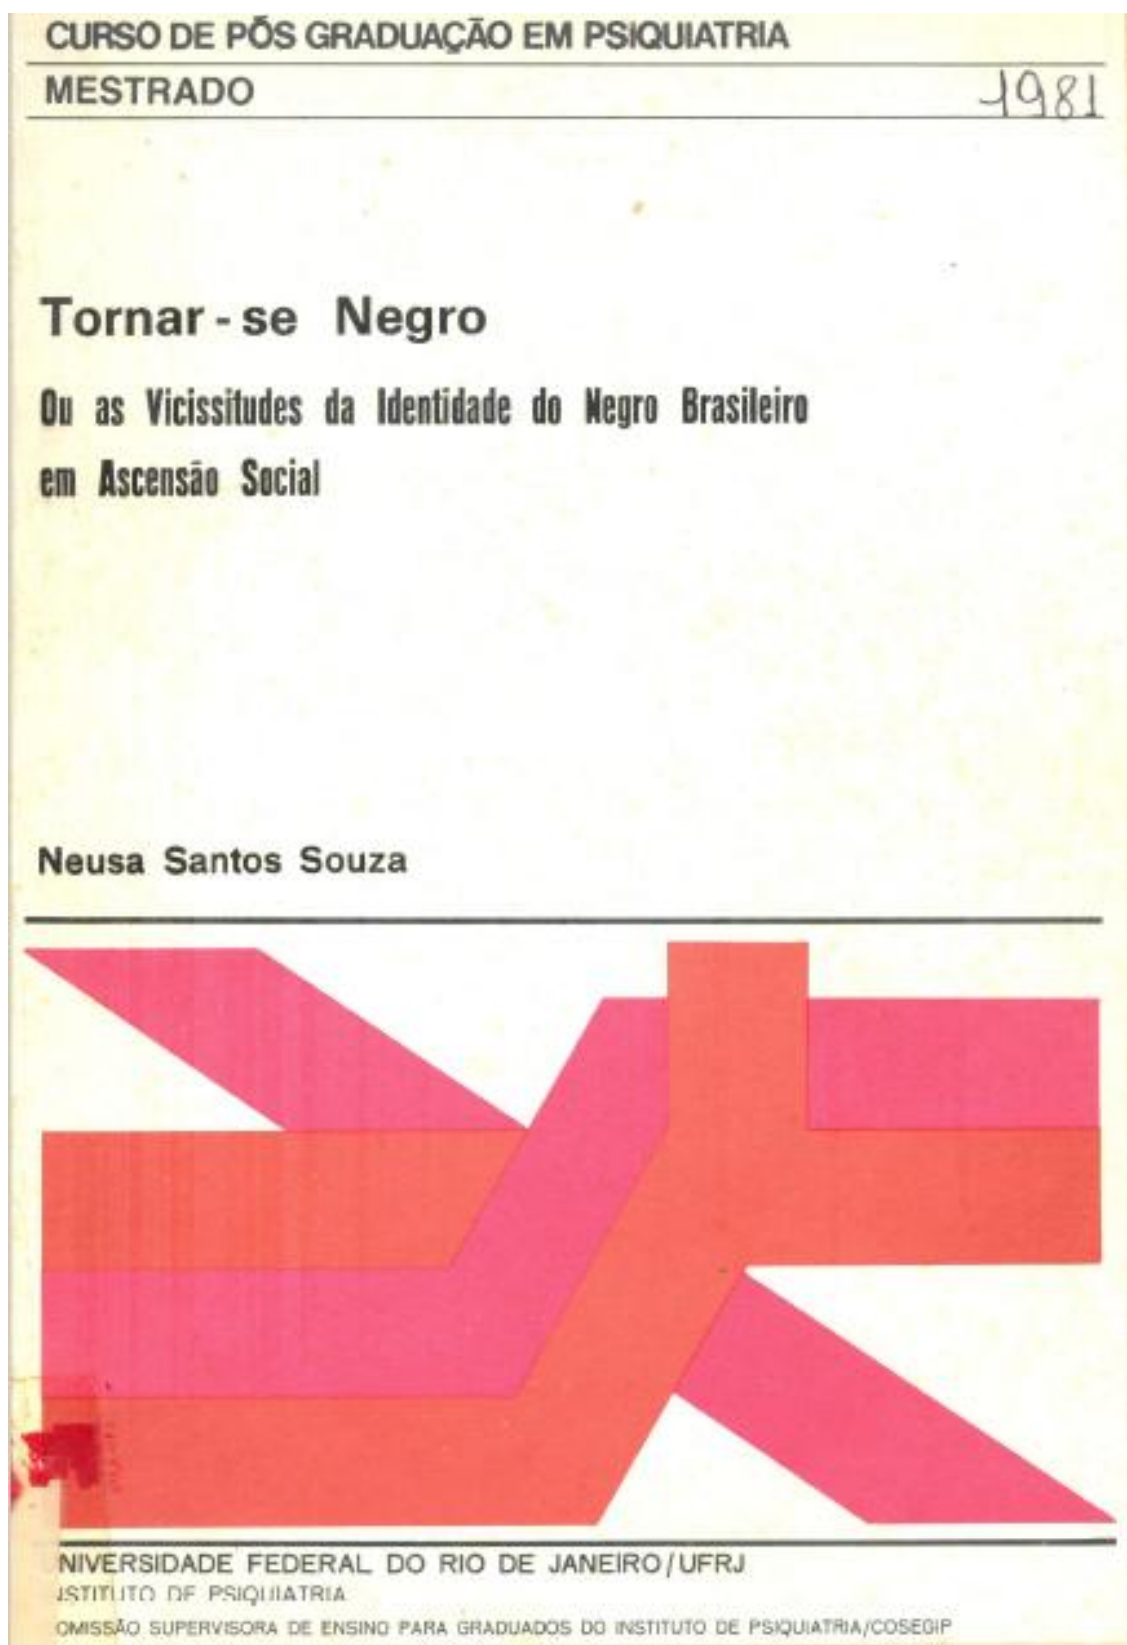 CURSO DE PÓS GRADUAÇÃO EM PSIQUIATRIA
MESTRADO
1981
Tornar-se Negro
Ou as Vicissitudes da Identidade do Negro Brasileiro
em Ascensão Social
Neusa Santos Souza
NIVERSIDADE FEDERAL DO RIO DE JANEIRO/UFRJ
ISTITUTO DE PSIQUIATRIA
OMISSÃO SUPERVISORA DE ENSINO PARA GRADUADOS DO INSTITUTO DE PSIQUIATRIA/COSEGIP